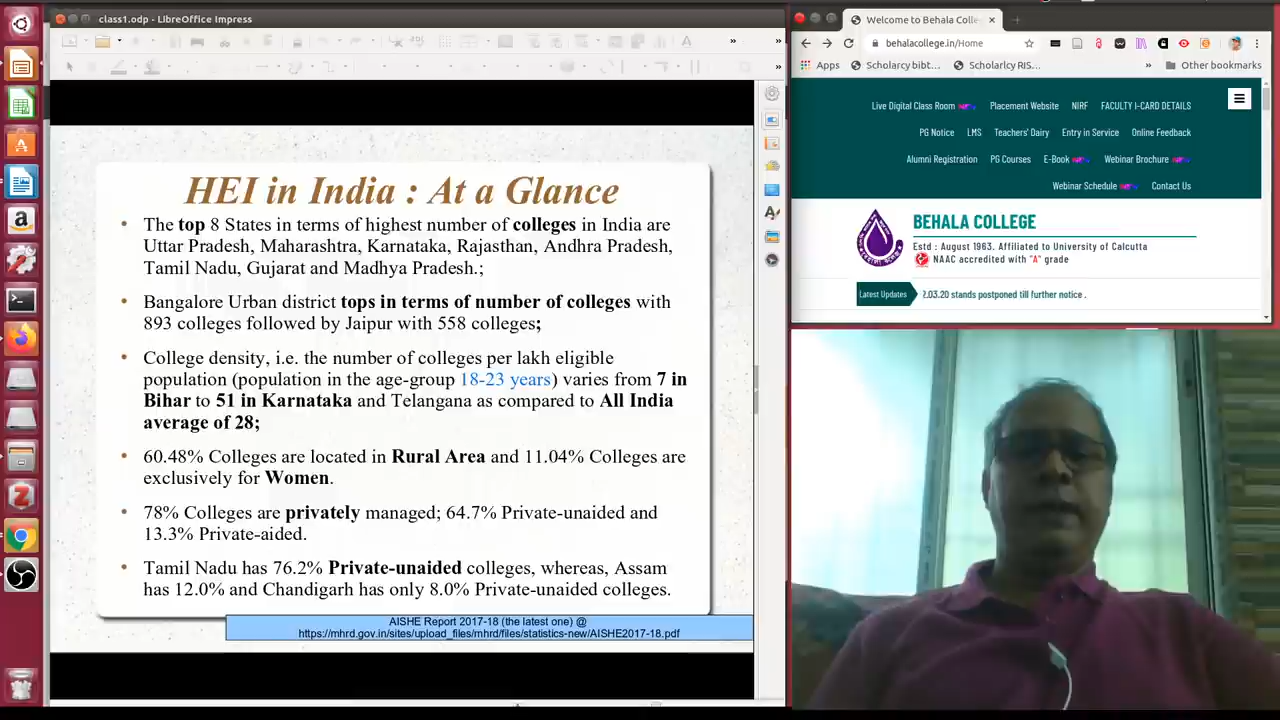 class1.odp - LibreOffice Impress
HEI in India : At a Glance
The top 8 States in terms of highest number of colleges in India are
Uttar Pradesh, Maharashtra, Karnataka, Rajasthan, Andhra Pradesh,
Tamil Nadu, Gujarat and Madhya Pradesh.;
Bangalore Urban district tops in terms of number of colleges with
893 colleges followed by Jaipur with 558 colleges;
College density, i.e. the number of colleges per lakh eligible
population (population in the age-group 18-23 years) varies from 7 in
Bihar to 51 in Karnataka and Telangana as compared to All India
average of 28;
60.48% Colleges are located in Rural Area and 11.04% Colleges are
exclusively for Women.
78% Colleges are privately managed; 64.7% Private-unaided and
13.3% Private-aided.
Tamil Nadu has 76.2% Private-unaided colleges, whereas, Assam
has 12.0% and Chandigarh has only 8.0% Private-unaided colleges.
AISHE Report 2017-18 (the latest one) @
https://mhrd.gov.in/sites/upload_files/mhrd/files/statistics-new/AISHE2017-18.pdf
Welcome to Behala Colle
behalacollege.in/Home
Apps Scholarcy bibt... Scholarlcy RIS... » Other bookmarks
Live Digital Class Room Placement Website NIRF FACULTY I-CARD DETAILS
PG Notice LMS Teachers' Dairy Entry in Service Online Feedback
Alumni Registration PG Courses E-Book Webinar Brochure
Webinar Schedule Contact Us
BEHALA COLLEGE
Estd : August 1963. Affiliated to University of Calcutta
NAAC accredited with "A" grade
Latest Updates 2.03.20 stands postponed till further notice .